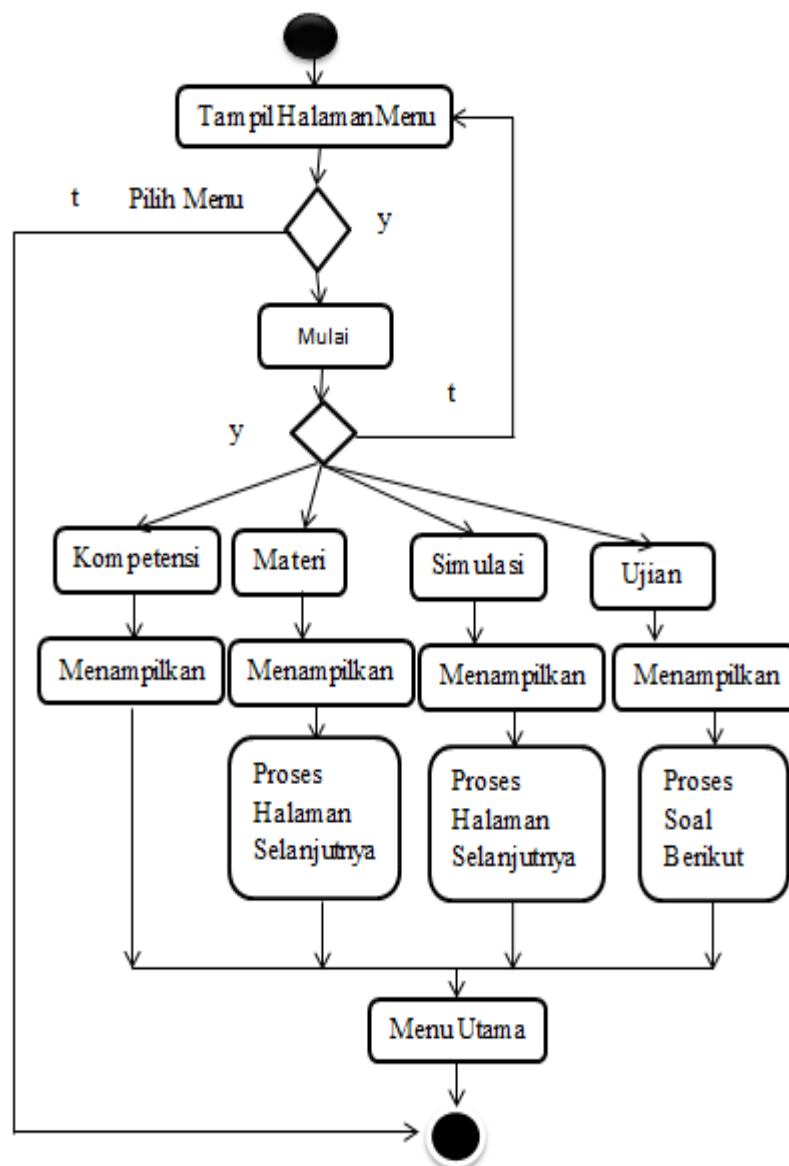 Tampil Halaman Menu
t
Pilih Menu
y
Mulai
t
y
Kompetensi
Materi
Simulasi
Ujian
Menampilkan
Menampilkan
Menampilkan
Menampilkan
Proses
Halaman
Selanjutnya
Proses
Halaman
Selanjutnya
Proses
Soal
Berikut
Menu Utama